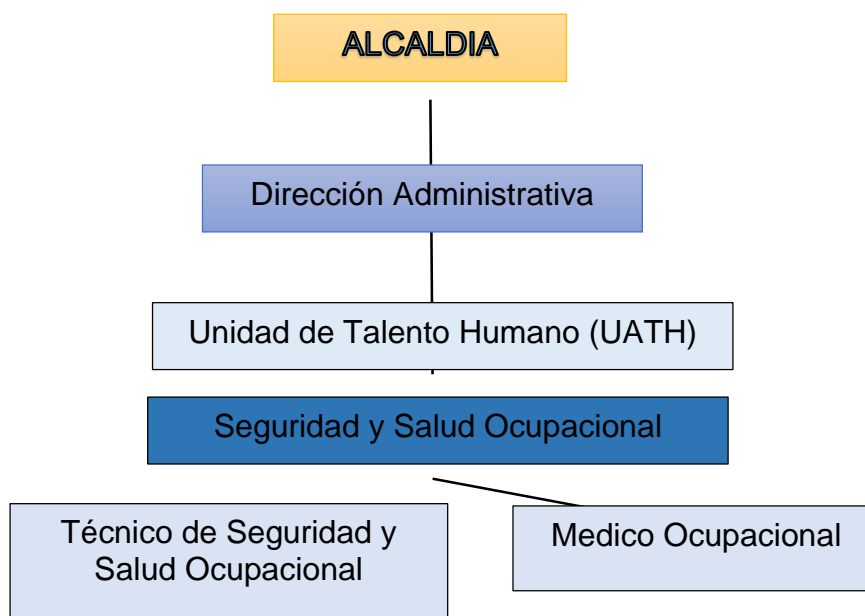 ALCALDIA
Dirección Administrativa
Unidad de Talento Humano (UATH)
Seguridad y Salud Ocupacional
Técnico de Seguridad y
Salud Ocupacional
Medico Ocupacional